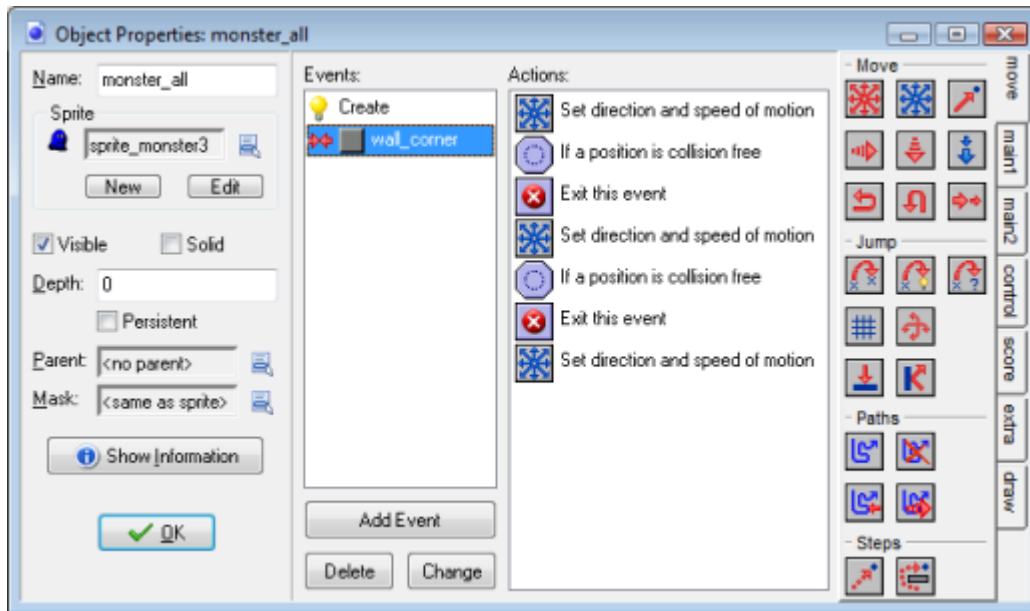 Object Properties: monster_all
Name: monster_all
Sprite
sprite_monster3
New Edit
Visible Solid
Depth: 0
Persistent
Parent: <no parent>
Mask: <same as sprite>
Show Information
OK
Events:
Create
wall_corner
Add Event
Delete Change
Actions:
Set direction and speed of motion
If a position is collision free
Exit this event
Set direction and speed of motion
If a position is collision free
Exit this event
Set direction and speed of motion
Move
Jump
Paths
Steps
move
main1
main2
control
score
extra
draw